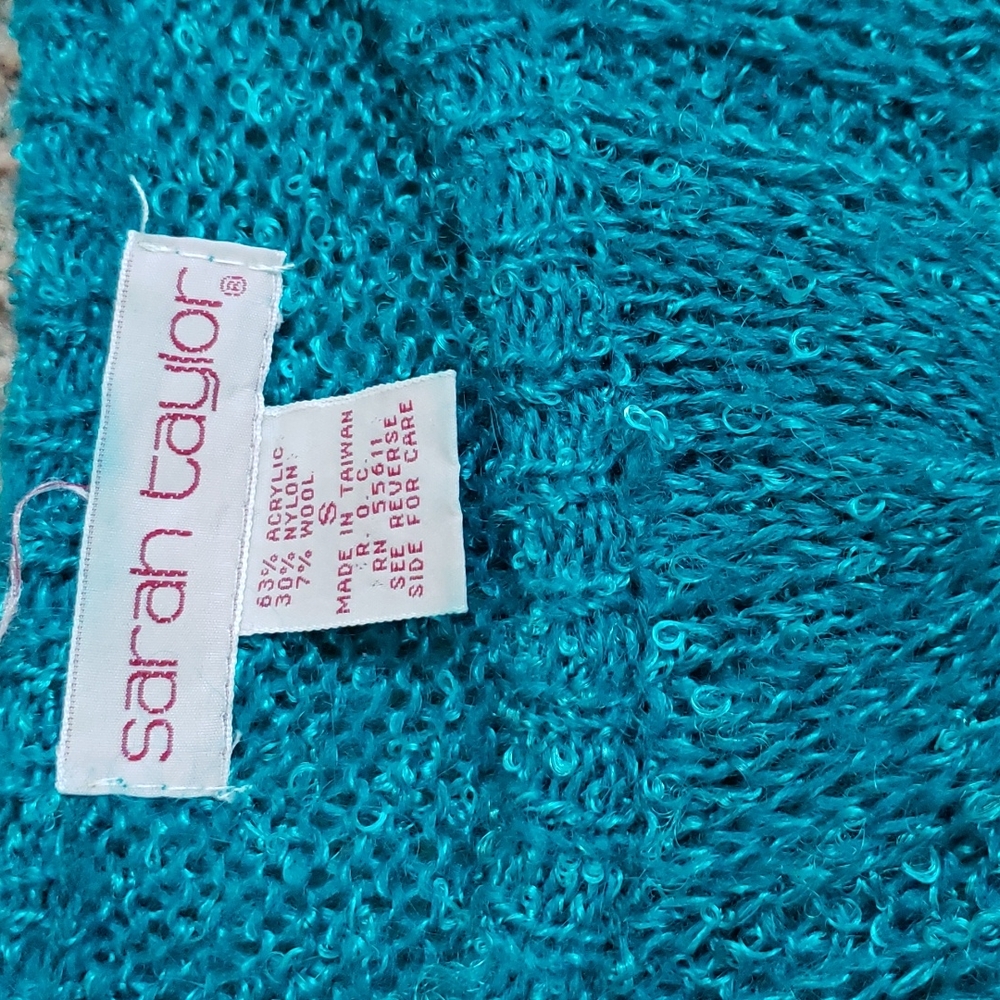 sarah taylor®
63% ACRYLIC
30% NYLON
7% WOOL
S
MADE IN TAIWAN
R. O. C.
RN 55611
SEE REVERSE
SIDE FOR CARE